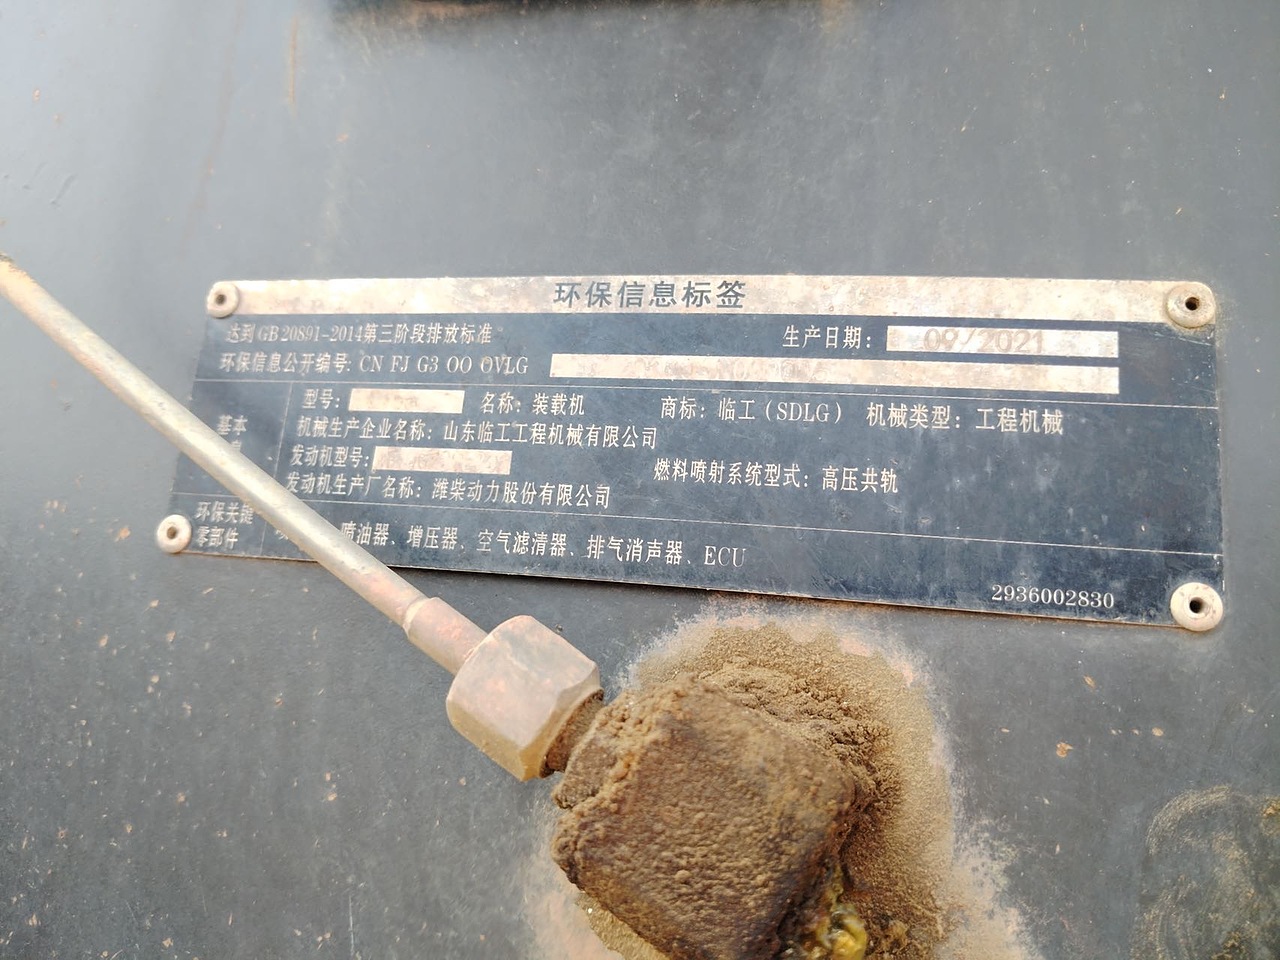 环保信息标签
达到GB 20891-2014第三阶段排放标准 生产日期: 09/2021
环保信息公开编号: CN FJ G3 OO OVLG
型号: 名称: 装载机 商标: 临工(SDLG) 机械类型: 工程机械
基本
机械生产企业名称: 山东临工工程机械有限公司
发动机型号: 燃料喷射系统型式: 高压共轨
发动机生产厂名称: 潍柴动力股份有限公司
环保关键
零部件 喷油器、增压器、空气滤清器、排气消声器、ECU
2936002830